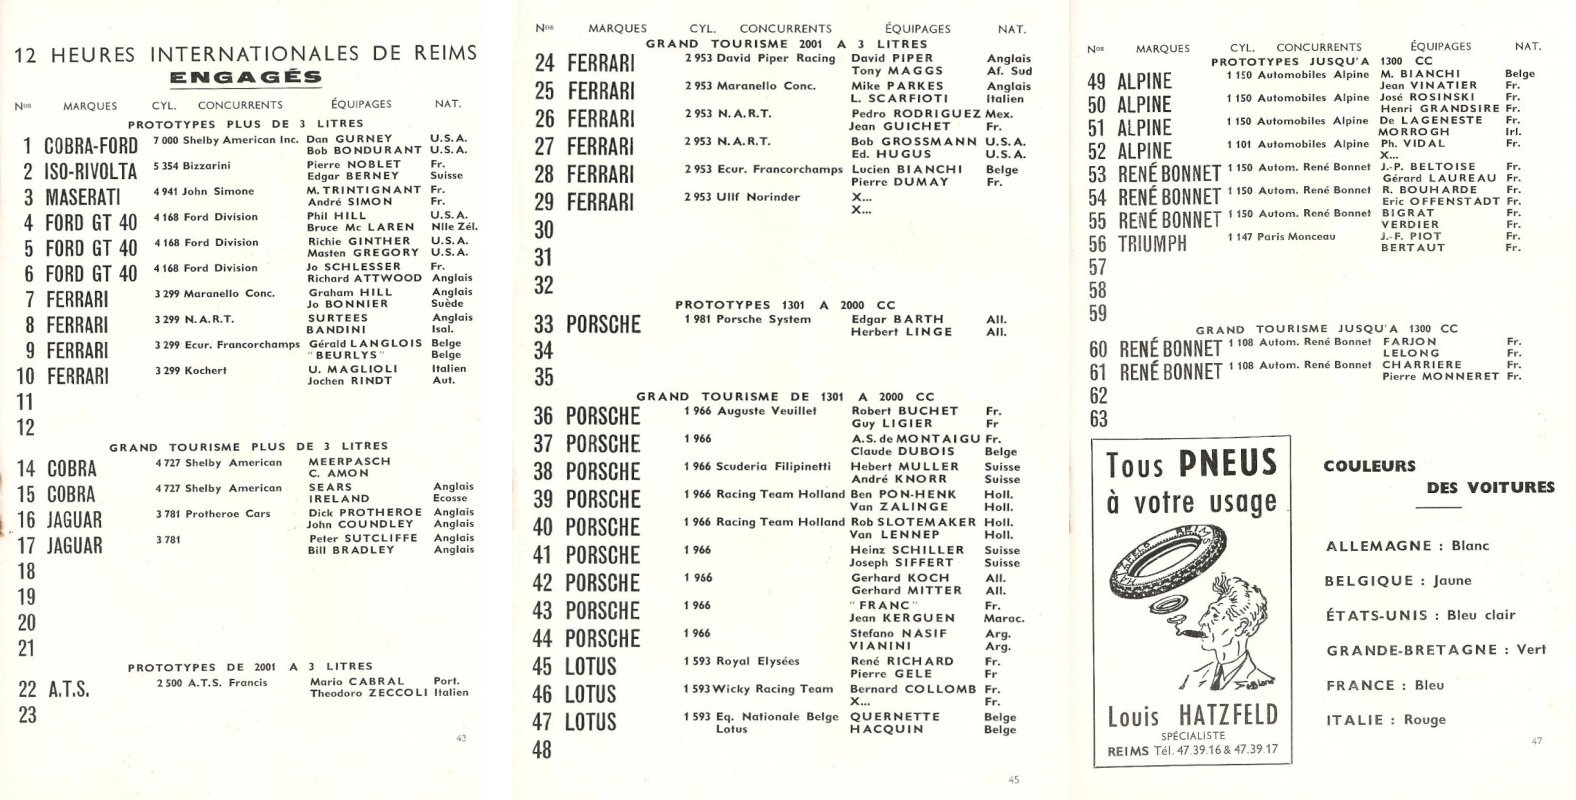 12 HEURES INTERNATIONALES DE REIMS
ENGAGÉS
Nos MARQUES CYL. CONCURRENTS ÉQUIPAGES NAT.
PROTOTYPES PLUS DE 3 LITRES
1 COBRA-FORD 7 000 Shelby American Inc. Dan GURNEY U.S.A.
Bob BONDURANT U.S.A.
2 ISO-RIVOLTA 5 354 Bizzarini Pierre NOBLET Fr.
Edgar BERNEY Suisse
3 MASERATI 4 941 John Simone M. TRINTIGNANT Fr.
André SIMON Fr.
4 FORD GT 40 4 168 Ford Division Phil HILL U.S.A.
Bruce Mc LAREN Nlle Zél.
5 FORD GT 40 4 168 Ford Division Richie GINTHER U.S.A.
Masten GREGORY U.S.A.
6 FORD GT 40 4 168 Ford Division Jo SCHLESSER Fr.
Richard ATTWOOD Anglais
7 FERRARI 3 299 Maranello Conc. Graham HILL Anglais
Jo BONNIER Suède
8 FERRARI 3 299 N.A.R.T. SURTEES Anglais
BANDINI Isal.
9 FERRARI 3 299 Ecur. Francorchamps Gérald LANGLOIS Belge
"BEURLYS" Belge
10 FERRARI 3 299 Kochert U. MAGLIOLI Italien
Jochen RINDT Aut.
11
12
GRAND TOURISME PLUS DE 3 LITRES
14 COBRA 4 727 Shelby American MEERPASCH
C. AMON
15 COBRA 4 727 Shelby American SEARS Anglais
IRELAND Ecosse
16 JAGUAR 3 781 Protheroe Cars Dick PROTHEROE Anglais
John COUNDLEY Anglais
17 JAGUAR 3 781 Peter SUTCLIFFE Anglais
Bill BRADLEY Anglais
18
19
20
21
PROTOTYPES DE 2001 A 3 LITRES
22 A.T.S. 2 500 A.T.S. Francis Mario CABRAL Port.
Theodoro ZECCOLI Italien
23
43
Nos MARQUES CYL. CONCURRENTS ÉQUIPAGES NAT.
GRAND TOURISME 2001 A 3 LITRES
24 FERRARI 2 953 David Piper Racing David PIPER Anglais
Tony MAGGS Af. Sud
25 FERRARI 2 953 Maranello Conc. Mike PARKES Anglais
L. SCARFIOTI Italien
26 FERRARI 2 953 N.A.R.T. Pedro RODRIGUEZ Mex.
Jean GUICHET Fr.
27 FERRARI 2 953 N.A.R.T. Bob GROSSMANN U.S.A.
Ed. HUGUS U.S.A.
28 FERRARI 2 953 Ecur. Francorchamps Lucien BIANCHI Belge
Pierre DUMAY Fr.
29 FERRARI 2 953 Ullf Norinder X...
X...
30
31
32
PROTOTYPES 1301 A 2000 CC
33 PORSCHE 1 981 Porsche System Edgar BARTH All.
Herbert LINGE All.
34
35
GRAND TOURISME DE 1301 A 2000 CC
36 PORSCHE 1 966 Auguste Veuillet Robert BUCHET Fr.
Guy LIGIER Fr
37 PORSCHE 1 966 A.S. de MONTAIGU Fr.
Claude DUBOIS Belge
38 PORSCHE 1 966 Scuderia Filipinetti Hebert MULLER Suisse
André KNORR Suisse
39 PORSCHE 1 966 Racing Team Holland Ben PON-HENK Holl.
Van ZALINGE Holl.
40 PORSCHE 1 966 Racing Team Holland Rob SLOTEMAKER Holl.
Van LENNEP Holl.
41 PORSCHE 1 966 Heinz SCHILLER Suisse
Joseph SIFFERT Suisse
42 PORSCHE 1 966 Gerhard KOCH All.
Gerhard MITTER All.
43 PORSCHE 1 966 "FRANC" Fr.
Jean KERGUEN Maroc.
44 PORSCHE 1 966 Stefano NASIF Arg.
VIANINI Arg.
45 LOTUS 1 593 Royal Elysées René RICHARD Fr.
Pierre GELE Fr
46 LOTUS 1 593 Wicky Racing Team Bernard COLLOMB Fr.
X... Fr.
47 LOTUS 1 593 Eq. Nationale Belge QUERNETTE Belge
Lotus HACQUIN Belge
48
45
Nos MARQUES CYL. CONCURRENTS ÉQUIPAGES NAT.
PROTOTYPES JUSQU'A 1300 CC
49 ALPINE 1 150 Automobiles Alpine M. BIANCHI Belge
Jean VINATIER Fr.
50 ALPINE 1 150 Automobiles Alpine José ROSINSKI Fr.
Henri GRANDSIRE Fr.
51 ALPINE 1 150 Automobiles Alpine De LAGENESTE Fr.
MORROGH Irl.
52 ALPINE 1 101 Automobiles Alpine Ph. VIDAL Fr.
X...
53 RENÉ BONNET 1 150 Autom. René Bonnet J.-P. BELTOISE Fr.
Gérard LAUREAU Fr.
54 RENÉ BONNET 1 150 Autom. René Bonnet R. BOUHARDE Fr.
Eric OFFENSTADT Fr.
55 RENÉ BONNET 1 150 Autom. René Bonnet BIGRAT Fr.
VERDIER Fr.
56 TRIUMPH 1 147 Paris Monceau J.-F. PIOT Fr.
BERTAUT Fr.
57
58
59
GRAND TOURISME JUSQU'A 1300 CC
60 RENÉ BONNET 1 108 Autom. René Bonnet FARJON Fr.
LELONG Fr.
61 RENÉ BONNET 1 108 Autom. René Bonnet CHARRIERE Fr.
Pierre MONNERET Fr.
62
63
Tous PNEUS
à votre usage
HATZFELD REIMS
Louis HATZFELD
SPÉCIALISTE
REIMS Tél. 47.39.16 & 47.39.17
COULEURS
DES VOITURES
ALLEMAGNE : Blanc
BELGIQUE : Jaune
ÉTATS-UNIS : Bleu clair
GRANDE-BRETAGNE : Vert
FRANCE : Bleu
ITALIE : Rouge
47